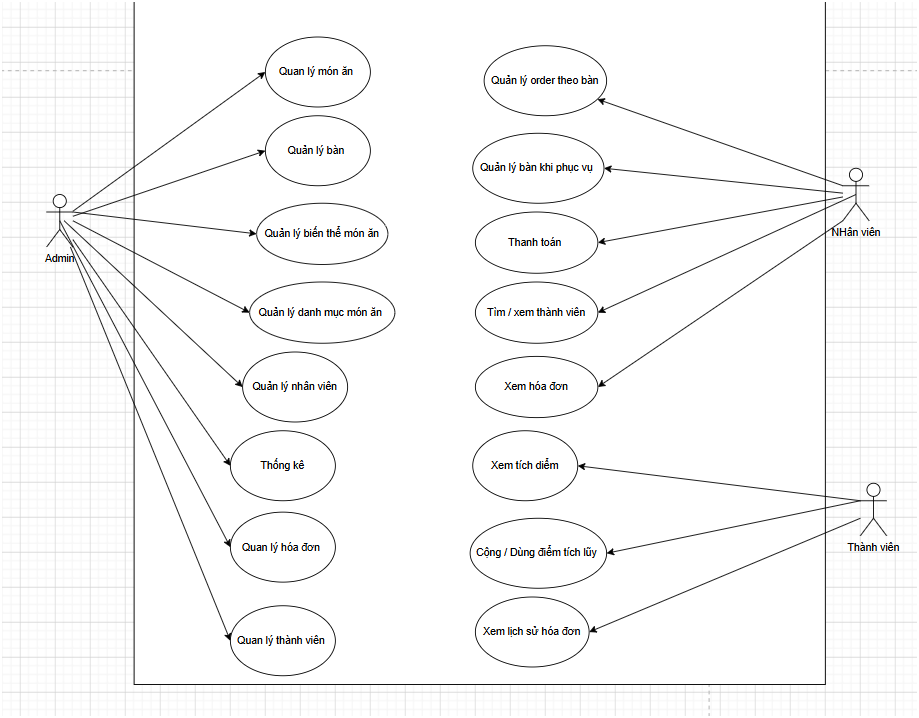 Quan lý món ăn
Quản lý bàn
Quản lý biến thể món ăn
Quản lý danh mục món ăn
Quản lý nhân viên
Thống kê
Quan lý hóa đơn
Quan lý thành viên
Admin
Quản lý order theo bàn
Quản lý bàn khi phục vụ
Thanh toán
Tìm / xem thành viên
Xem hóa đơn
Xem tích diểm
Cộng / Dùng điểm tích lũy
Xem lịch sử hóa đơn
NHân viên
Thành viên